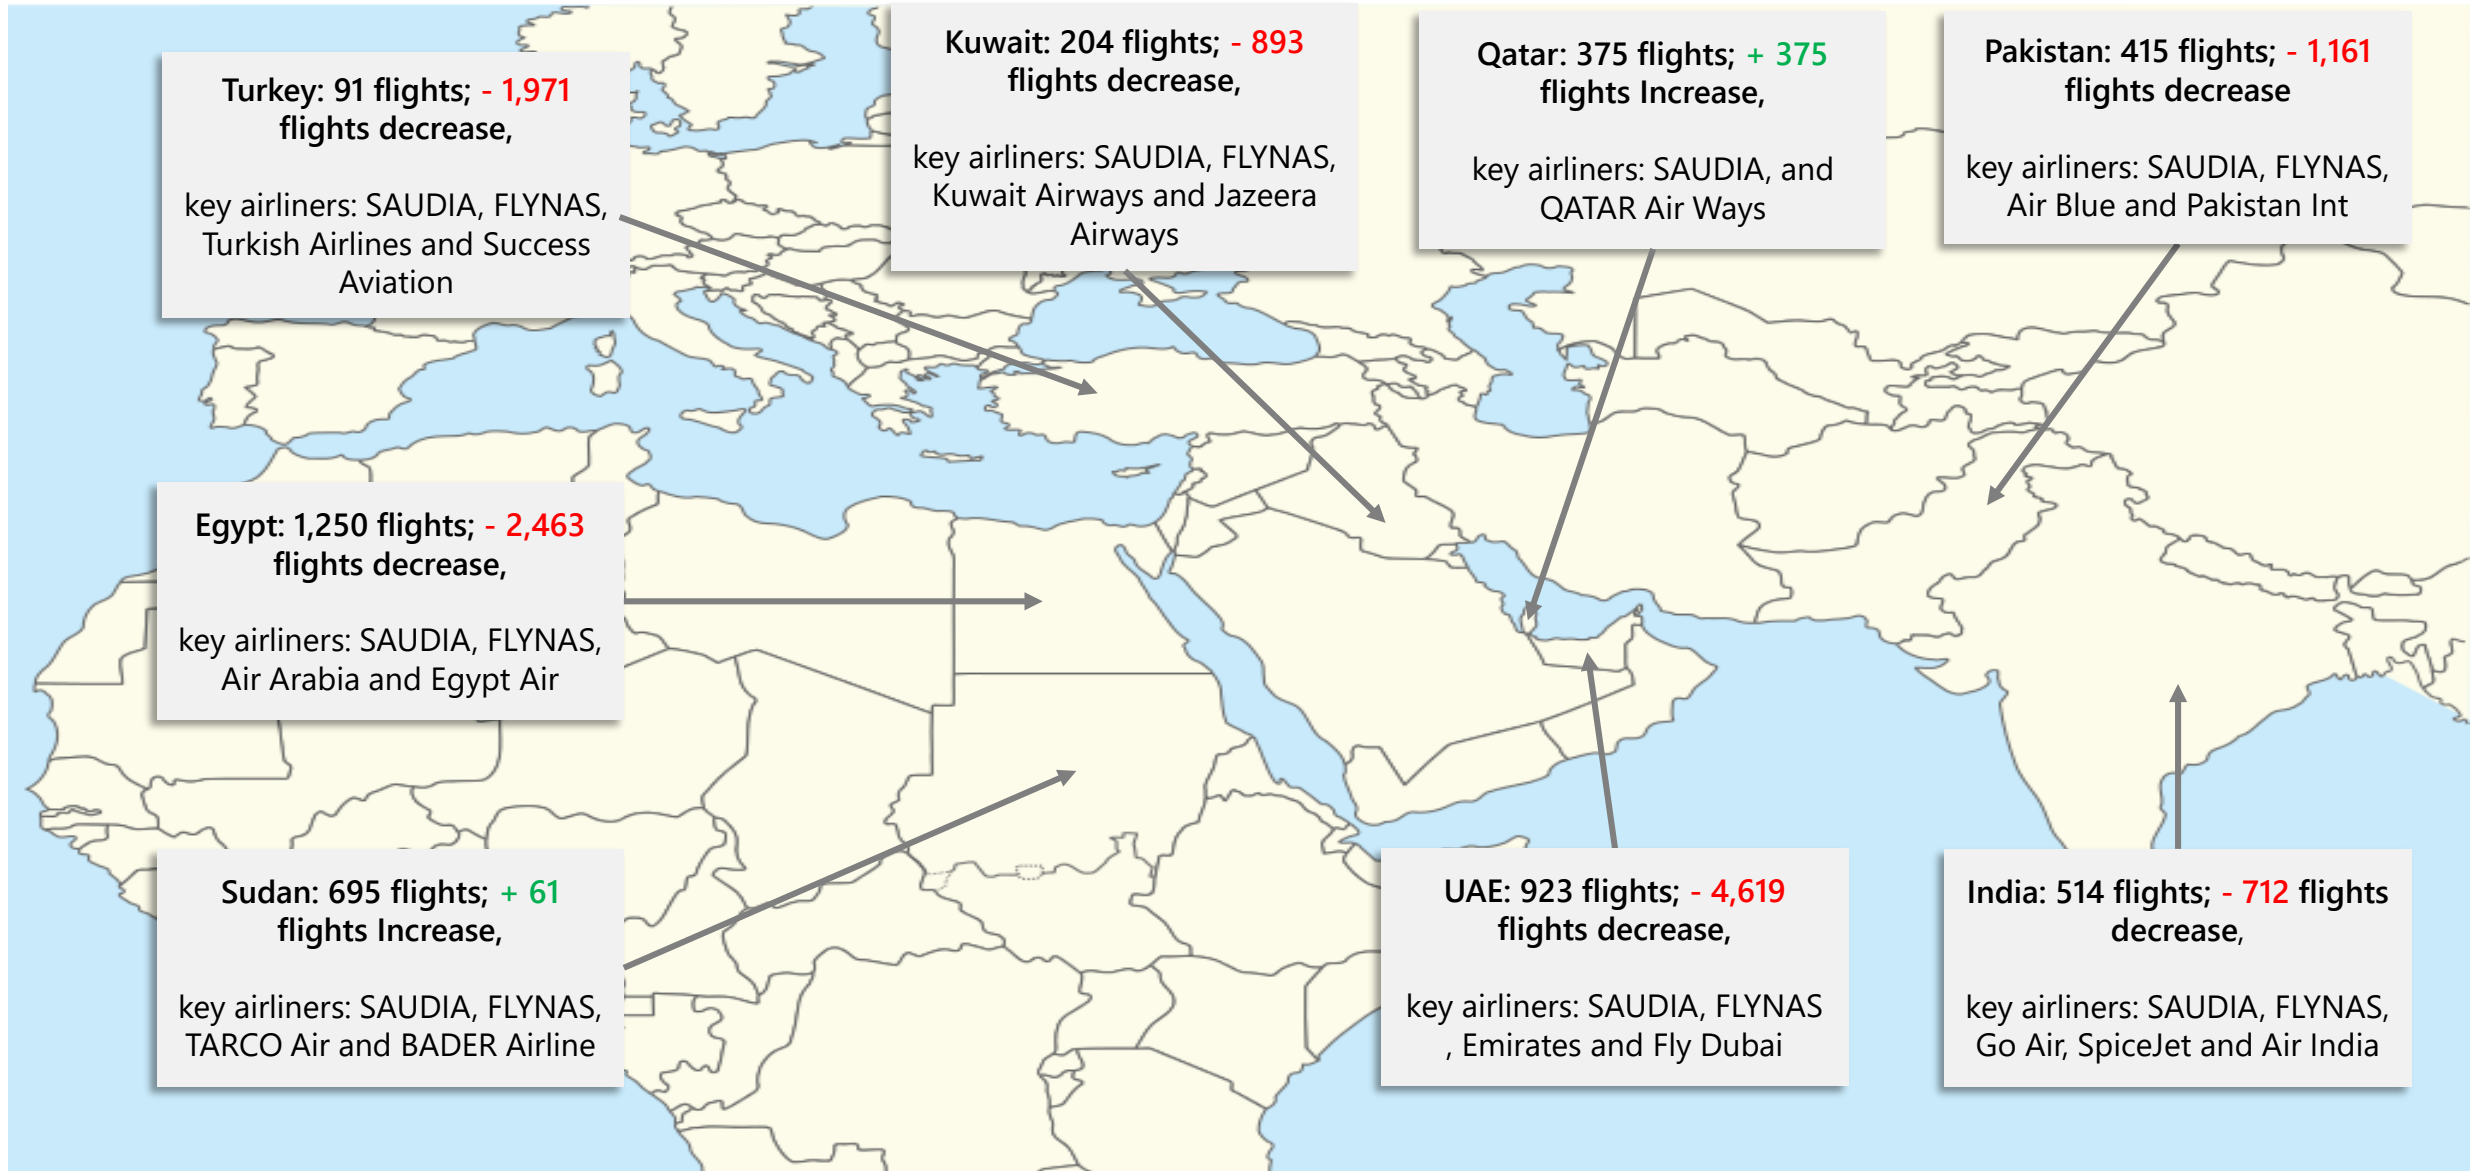 Turkey: 91 flights; - 1,971
flights decrease,
key airliners: SAUDIA, FLYNAS,
Turkish Airlines and Success
Aviation
Kuwait: 204 flights; - 893
flights decrease,
key airliners: SAUDIA, FLYNAS,
Kuwait Airways and Jazeera
Airways
Qatar: 375 flights; + 375
flights Increase,
key airliners: SAUDIA, and
QATAR Air Ways
Pakistan: 415 flights; - 1,161
flights decrease
key airliners: SAUDIA, FLYNAS,
Air Blue and Pakistan Int
Egypt: 1,250 flights; - 2,463
flights decrease,
key airliners: SAUDIA, FLYNAS,
Air Arabia and Egypt Air
Sudan: 695 flights; + 61
flights Increase,
key airliners: SAUDIA, FLYNAS,
TARCO Air and BADER Airline
UAE: 923 flights; - 4,619
flights decrease,
key airliners: SAUDIA, FLYNAS
, Emirates and Fly Dubai
India: 514 flights; - 712 flights
decrease,
key airliners: SAUDIA, FLYNAS,
Go Air, SpiceJet and Air India